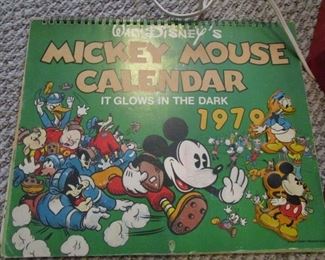 WALT DISNEY'S
MICKEY MOUSE
CALENDAR
IT GLOWS IN THE DARK
1979